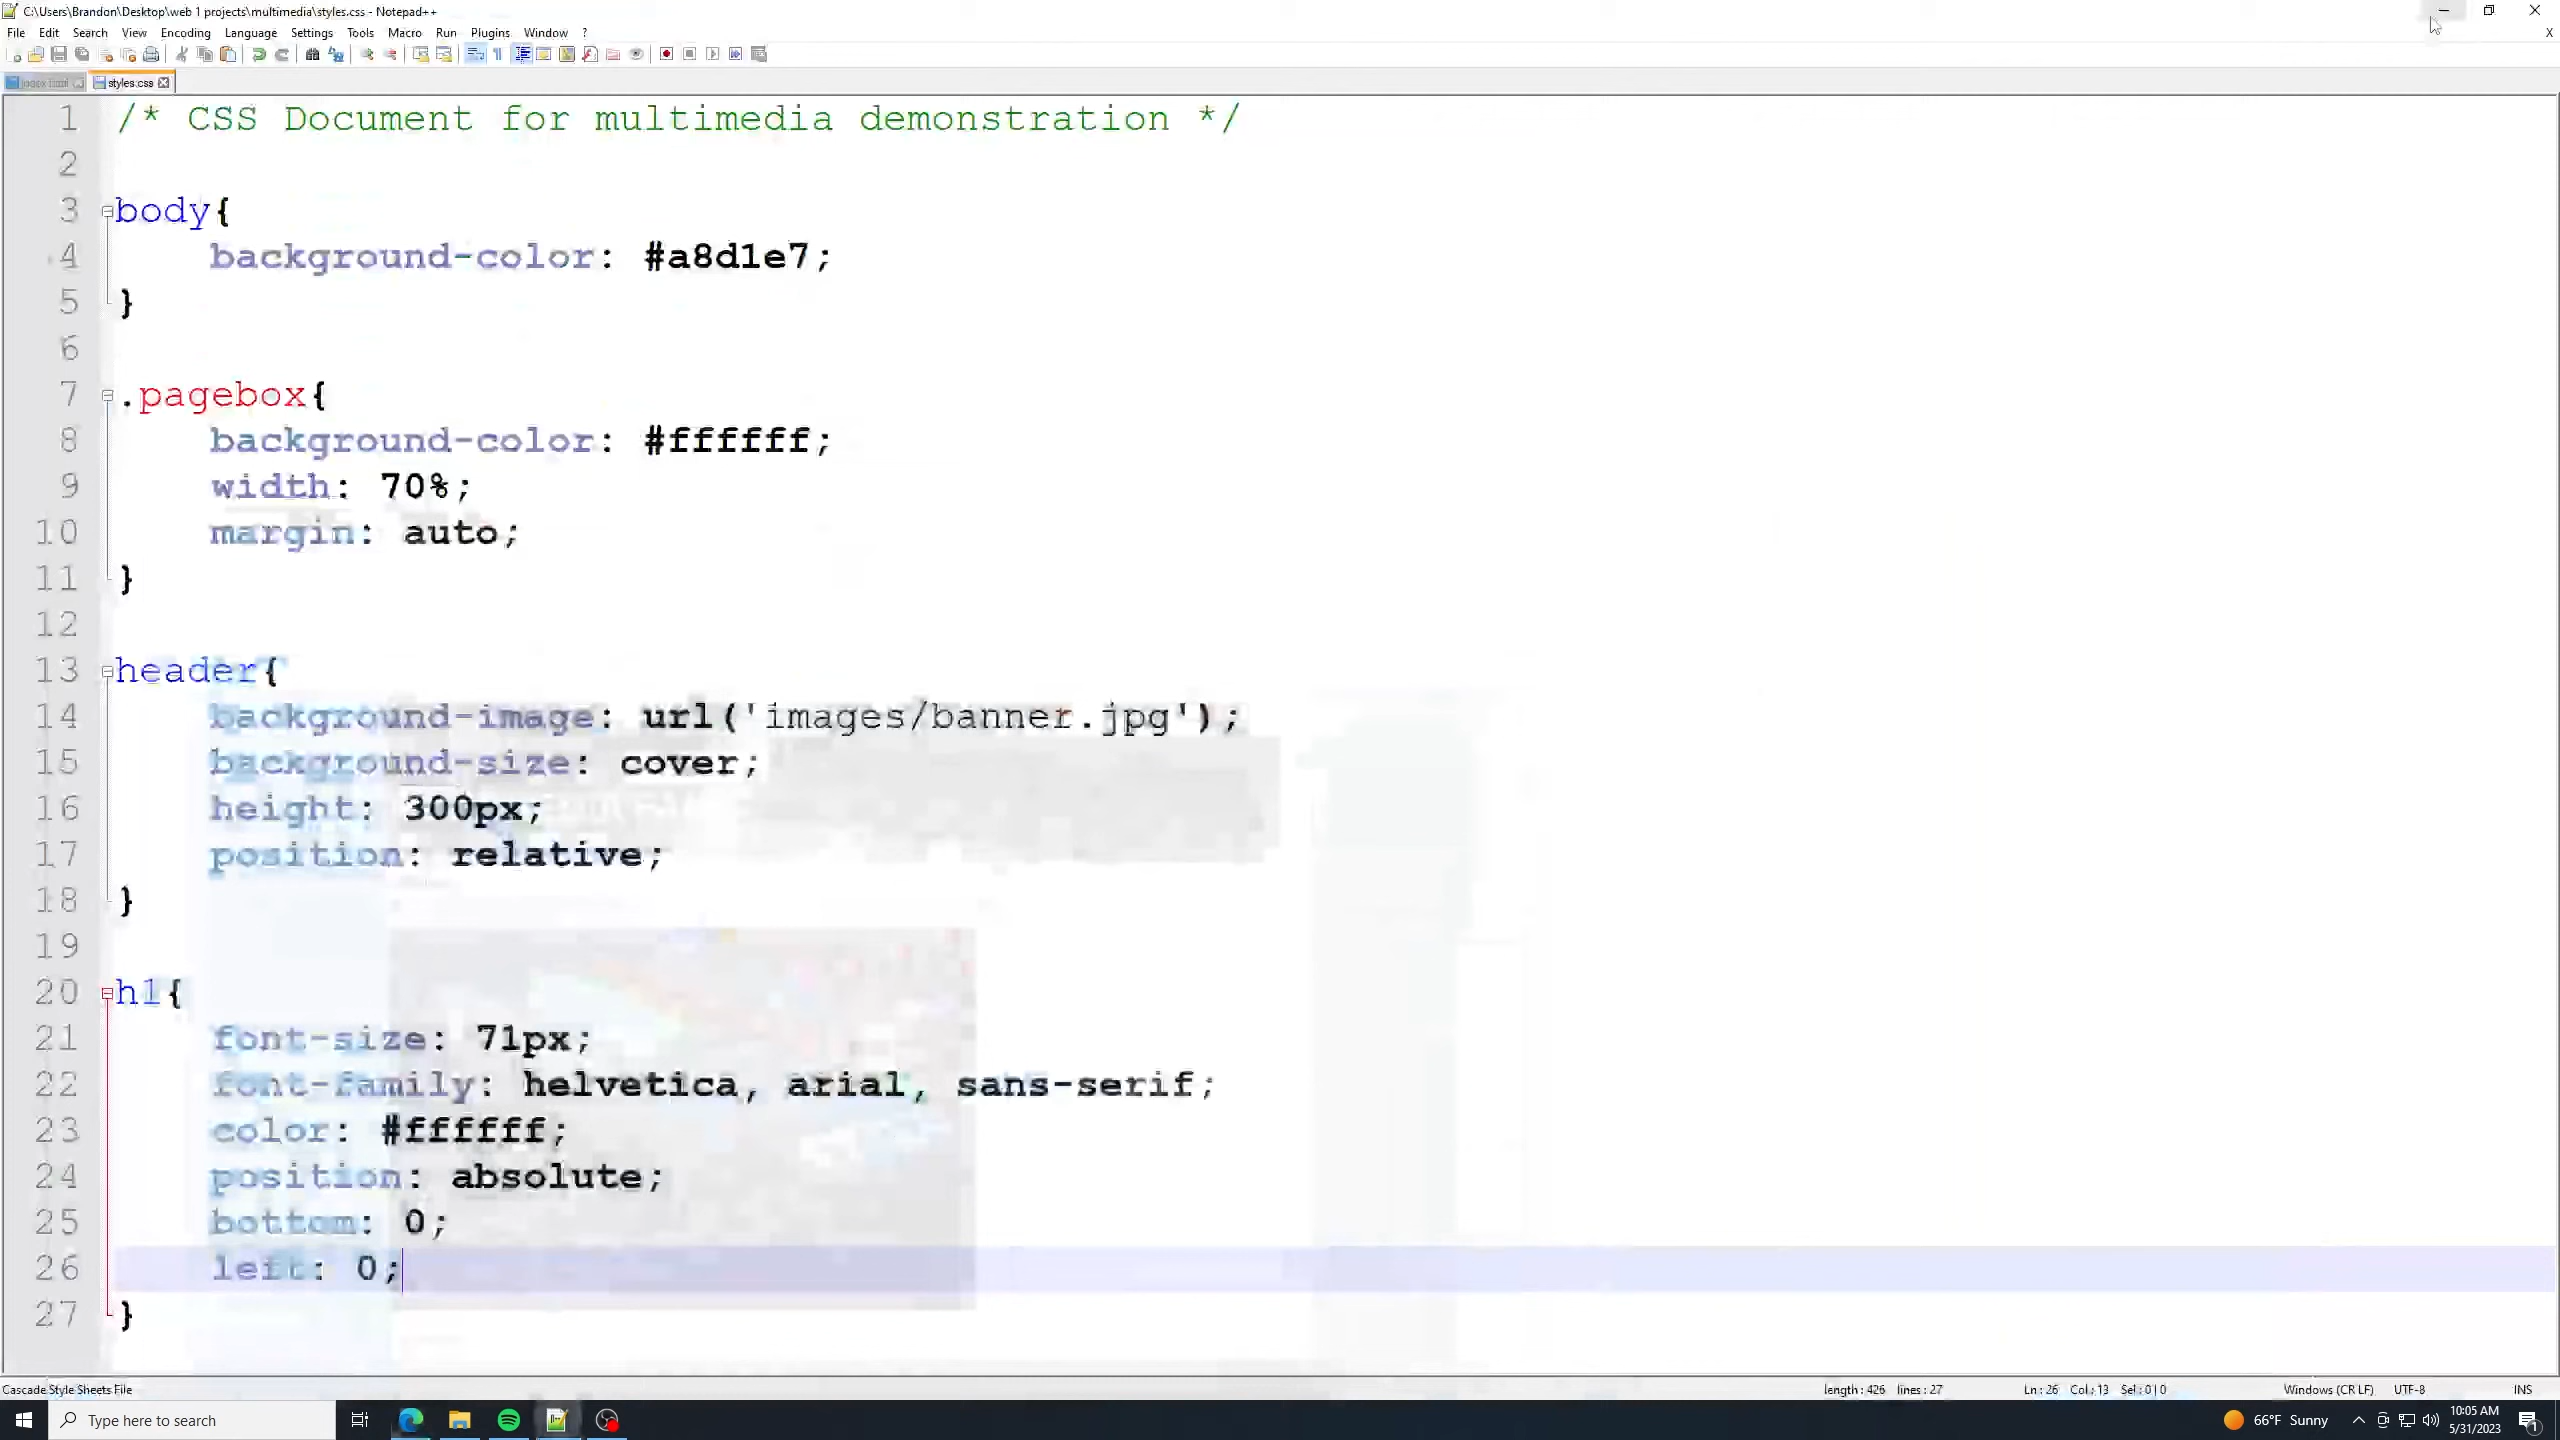 C:\Users\Brandon\Desktop\web 1 projects\multimedia\styles.css - Notepad++
File Edit Search View Encoding Language Settings Tools Macro Run Plugins Window ?
X
index.html styles.css
1 /* CSS Document for multimedia demonstration */
2
3 body{
4 background-color: #a8d1e7;
5 }
6
7 .pagebox{
8 background-color: #ffffff;
9 width: 70%;
10 margin: auto;
11 }
12
13 header{
14 background-image: url('images/banner.jpg');
15 background-size: cover;
16 height: 300px;
17 position: relative;
18 }
19
20 h1{
21 font-size: 71px;
22 font-family: helvetica, arial, sans-serif;
23 color: #ffffff;
24 position: absolute;
25 bottom: 0;
26 left: 0;
27 }
Cascade Style Sheets File length : 426 lines : 27 Ln : 26 Col : 13 Sel : 0 | 0 Windows (CR LF) UTF-8 INS
Type here to search 66°F Sunny 10:05 AM
5/31/2023
1